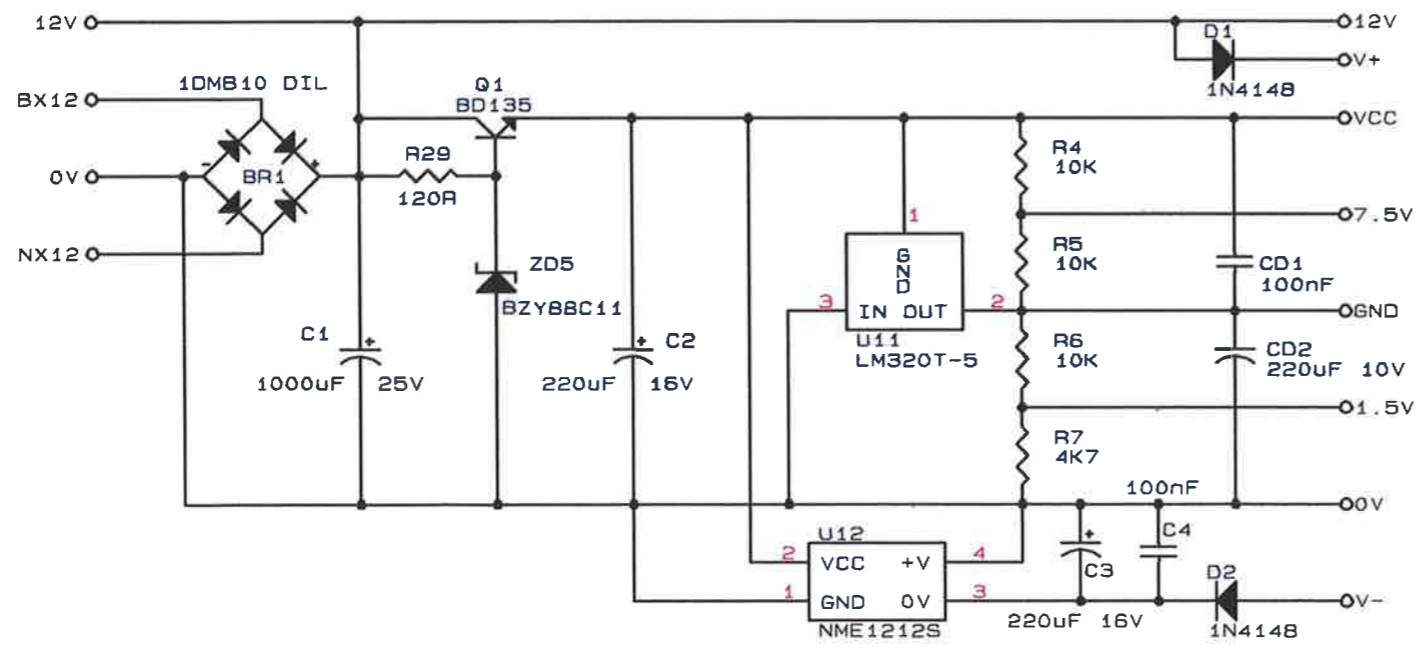 12V
12V
D1
V+
1N4148
1DMB10 DIL
BX12
Q1
BD135
VCC
R4
10K
R29
120R
0V
-
BR1
+
7.5V
1
R5
10K
NX12
ZD5
BZY88C11
GND
3
IN OUT
2
CD1
100nF
GND
U11
LM320T-5
C1
+
1000uF 25V
+
C2
220uF 16V
R6
10K
CD2
220uF 10V
1.5V
R7
4K7
100nF
0V
U12
2
VCC +V
4
+
C3
C4
1
GND 0V
3
D2
V-
NME1212S
220uF 16V
1N4148